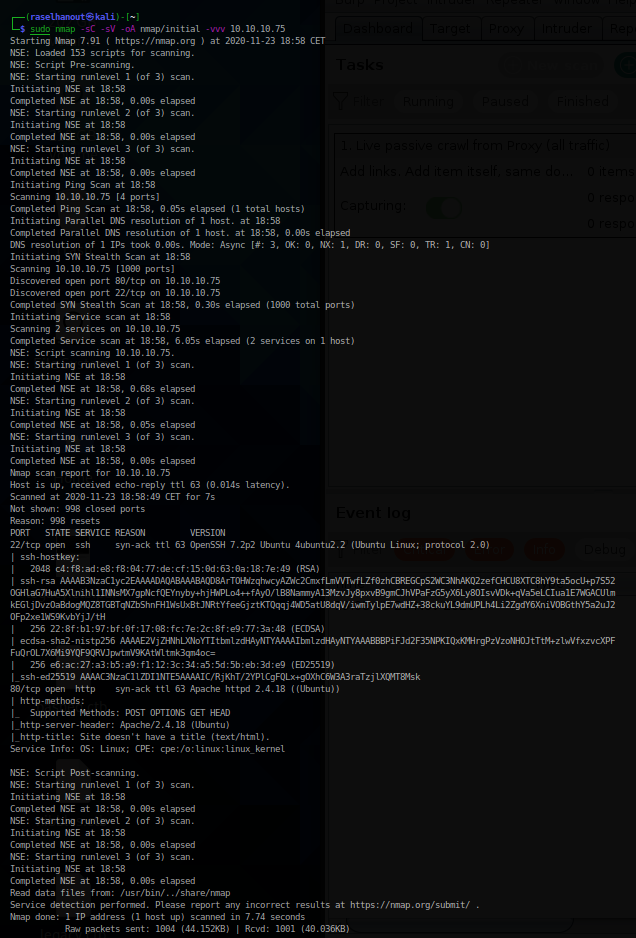 ┌──(raselhanout㉿kali)-[~]
└─$ sudo nmap -sC -sV -oA nmap/initial -vvv 10.10.10.75
Starting Nmap 7.91 ( https://nmap.org ) at 2020-11-23 18:58 CET
NSE: Loaded 153 scripts for scanning.
NSE: Script Pre-scanning.
NSE: Starting runlevel 1 (of 3) scan.
Initiating NSE at 18:58
Completed NSE at 18:58, 0.00s elapsed
NSE: Starting runlevel 2 (of 3) scan.
Initiating NSE at 18:58
Completed NSE at 18:58, 0.00s elapsed
NSE: Starting runlevel 3 (of 3) scan.
Initiating NSE at 18:58
Completed NSE at 18:58, 0.00s elapsed
Initiating Ping Scan at 18:58
Scanning 10.10.10.75 [4 ports]
Completed Ping Scan at 18:58, 0.05s elapsed (1 total hosts)
Initiating Parallel DNS resolution of 1 host. at 18:58
Completed Parallel DNS resolution of 1 host. at 18:58, 0.00s elapsed
DNS resolution of 1 IPs took 0.00s. Mode: Async [#: 3, OK: 0, NX: 1, DR: 0, SF: 0, TR: 1, CN: 0]
Initiating SYN Stealth Scan at 18:58
Scanning 10.10.10.75 [1000 ports]
Discovered open port 80/tcp on 10.10.10.75
Discovered open port 22/tcp on 10.10.10.75
Completed SYN Stealth Scan at 18:58, 0.30s elapsed (1000 total ports)
Initiating Service scan at 18:58
Scanning 2 services on 10.10.10.75
Completed Service scan at 18:58, 6.05s elapsed (2 services on 1 host)
NSE: Script scanning 10.10.10.75.
NSE: Starting runlevel 1 (of 3) scan.
Initiating NSE at 18:58
Completed NSE at 18:58, 0.68s elapsed
NSE: Starting runlevel 2 (of 3) scan.
Initiating NSE at 18:58
Completed NSE at 18:58, 0.05s elapsed
NSE: Starting runlevel 3 (of 3) scan.
Initiating NSE at 18:58
Completed NSE at 18:58, 0.00s elapsed
Nmap scan report for 10.10.10.75
Host is up, received echo-reply ttl 63 (0.014s latency).
Scanned at 2020-11-23 18:58:49 CET for 7s
Not shown: 998 closed ports
Reason: 998 resets
PORT   STATE SERVICE REASON         VERSION
22/tcp open  ssh     syn-ack ttl 63 OpenSSH 7.2p2 Ubuntu 4ubuntu2.2 (Ubuntu Linux; protocol 2.0)
| ssh-hostkey:
|   2048 c4:f8:ad:e8:f8:04:77:de:cf:15:0d:63:0a:18:7e:49 (RSA)
| ssh-rsa
|   256 22:8f:b1:97:bf:0f:17:08:fc:7e:2c:8f:e9:77:3a:48 (ECDSA)
| ecdsa-sha2-nistp256
|   256 e6:ac:27:a3:b5:a9:f1:12:3c:34:a5:5d:5b:eb:3d:e9 (ED25519)
|_ssh-ed25519 AAAAC3NzaC1lZDI1NTE5AAAAIC/RjKhT/2YPlCgFQLx+gOXhC6W3A3raTzjlXQMT8Msk
80/tcp open  http    syn-ack ttl 63 Apache httpd 2.4.18 ((Ubuntu))
| http-methods:
|_  Supported Methods: POST OPTIONS GET HEAD
|_http-server-header: Apache/2.4.18 (Ubuntu)
|_http-title: Site doesn't have a title (text/html).
Service Info: OS: Linux; CPE: cpe:/o:linux:linux_kernel
NSE: Script Post-scanning.
NSE: Starting runlevel 1 (of 3) scan.
Initiating NSE at 18:58
Completed NSE at 18:58, 0.00s elapsed
NSE: Starting runlevel 2 (of 3) scan.
Initiating NSE at 18:58
Completed NSE at 18:58, 0.00s elapsed
NSE: Starting runlevel 3 (of 3) scan.
Initiating NSE at 18:58
Completed NSE at 18:58, 0.00s elapsed
Read data files from: /usr/bin/../share/nmap
Service detection performed. Please report any incorrect results at https://nmap.org/submit/ .
Nmap done: 1 IP address (1 host up) scanned in 7.74 seconds
Raw packets sent: 1004 (44.152KB) | Rcvd: 1001 (40.036KB)
Dashboard Target Proxy Intruder
Tasks
Filter Running Paused Finished
1. Live passive crawl from Proxy (all traffic)
Add links. Add item itself, same do... 0 items
Capturing: 0 respo
0 respo
Event log
Debug